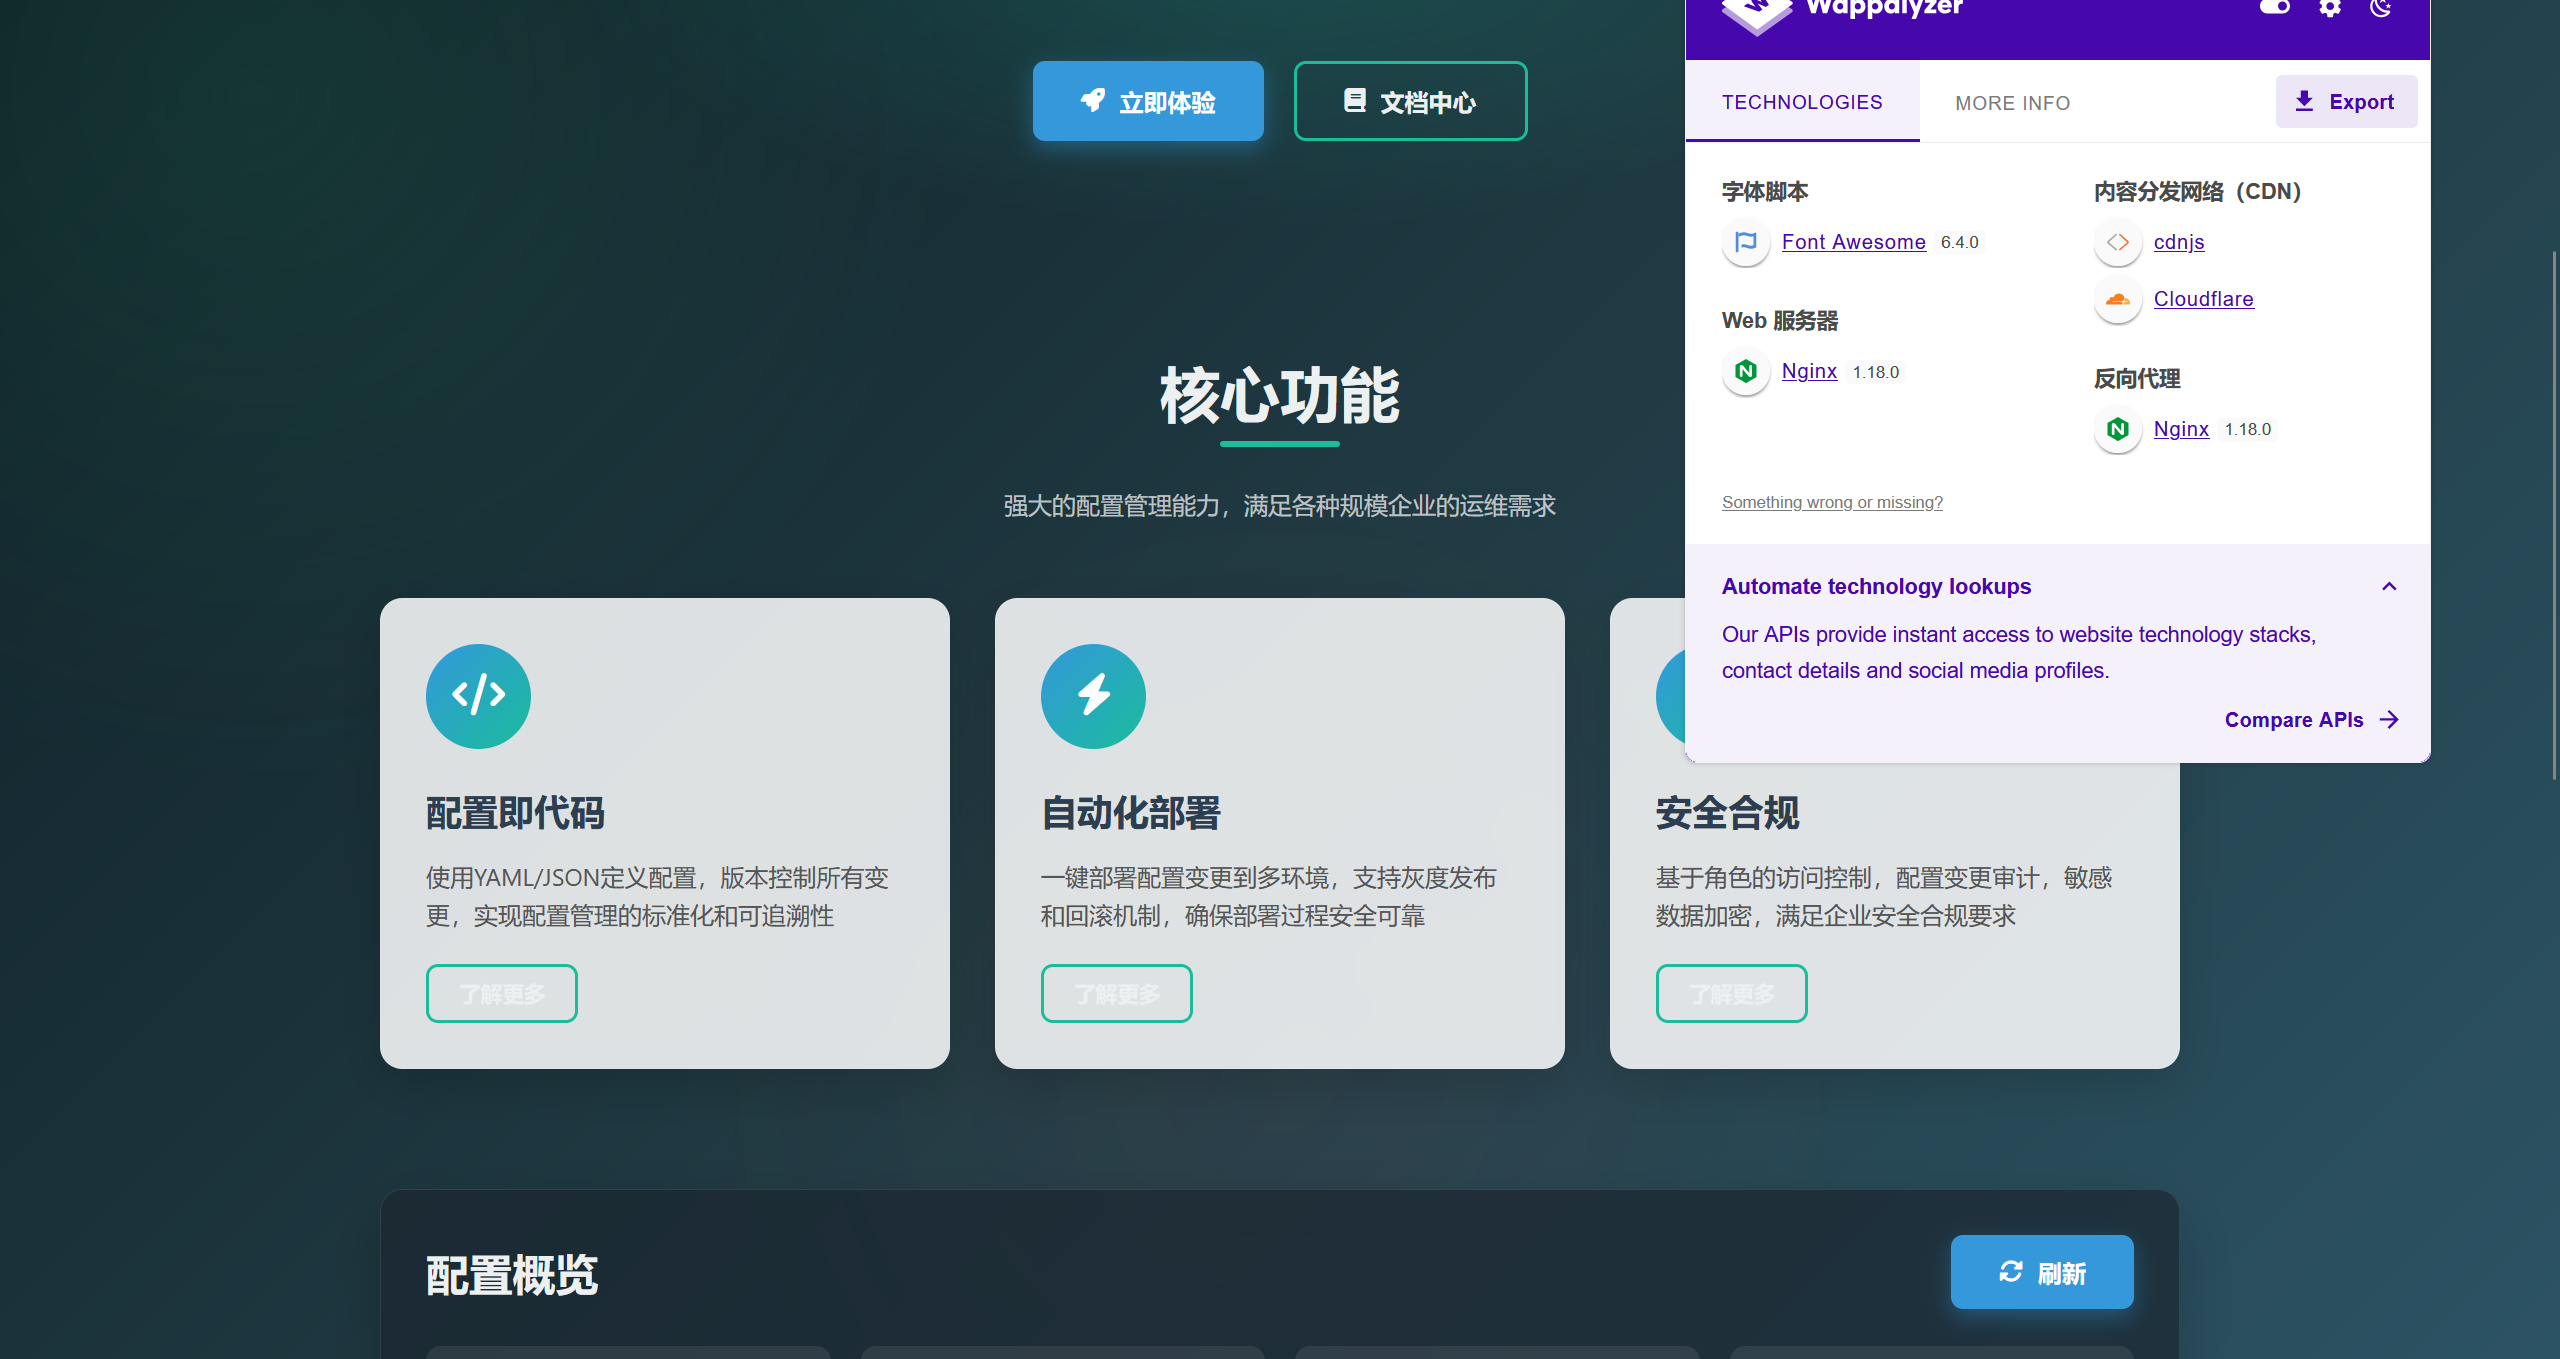 Wappalyzer
立即体验
文档中心
TECHNOLOGIES
MORE INFO
Export
字体脚本
Font Awesome 6.4.0
Web 服务器
Nginx 1.18.0
内容分发网络（CDN）
cdnjs
Cloudflare
反向代理
Nginx 1.18.0
Something wrong or missing?
Automate technology lookups
Our APIs provide instant access to website technology stacks,
contact details and social media profiles.
Compare APIs
核心功能
强大的配置管理能力，满足各种规模企业的运维需求
配置即代码
使用YAML/JSON定义配置，版本控制所有变
更，实现配置管理的标准化和可追溯性
了解更多
自动化部署
一键部署配置变更到多环境，支持灰度发布
和回滚机制，确保部署过程安全可靠
了解更多
安全合规
基于角色的访问控制，配置变更审计，敏感
数据加密，满足企业安全合规要求
了解更多
配置概览
刷新